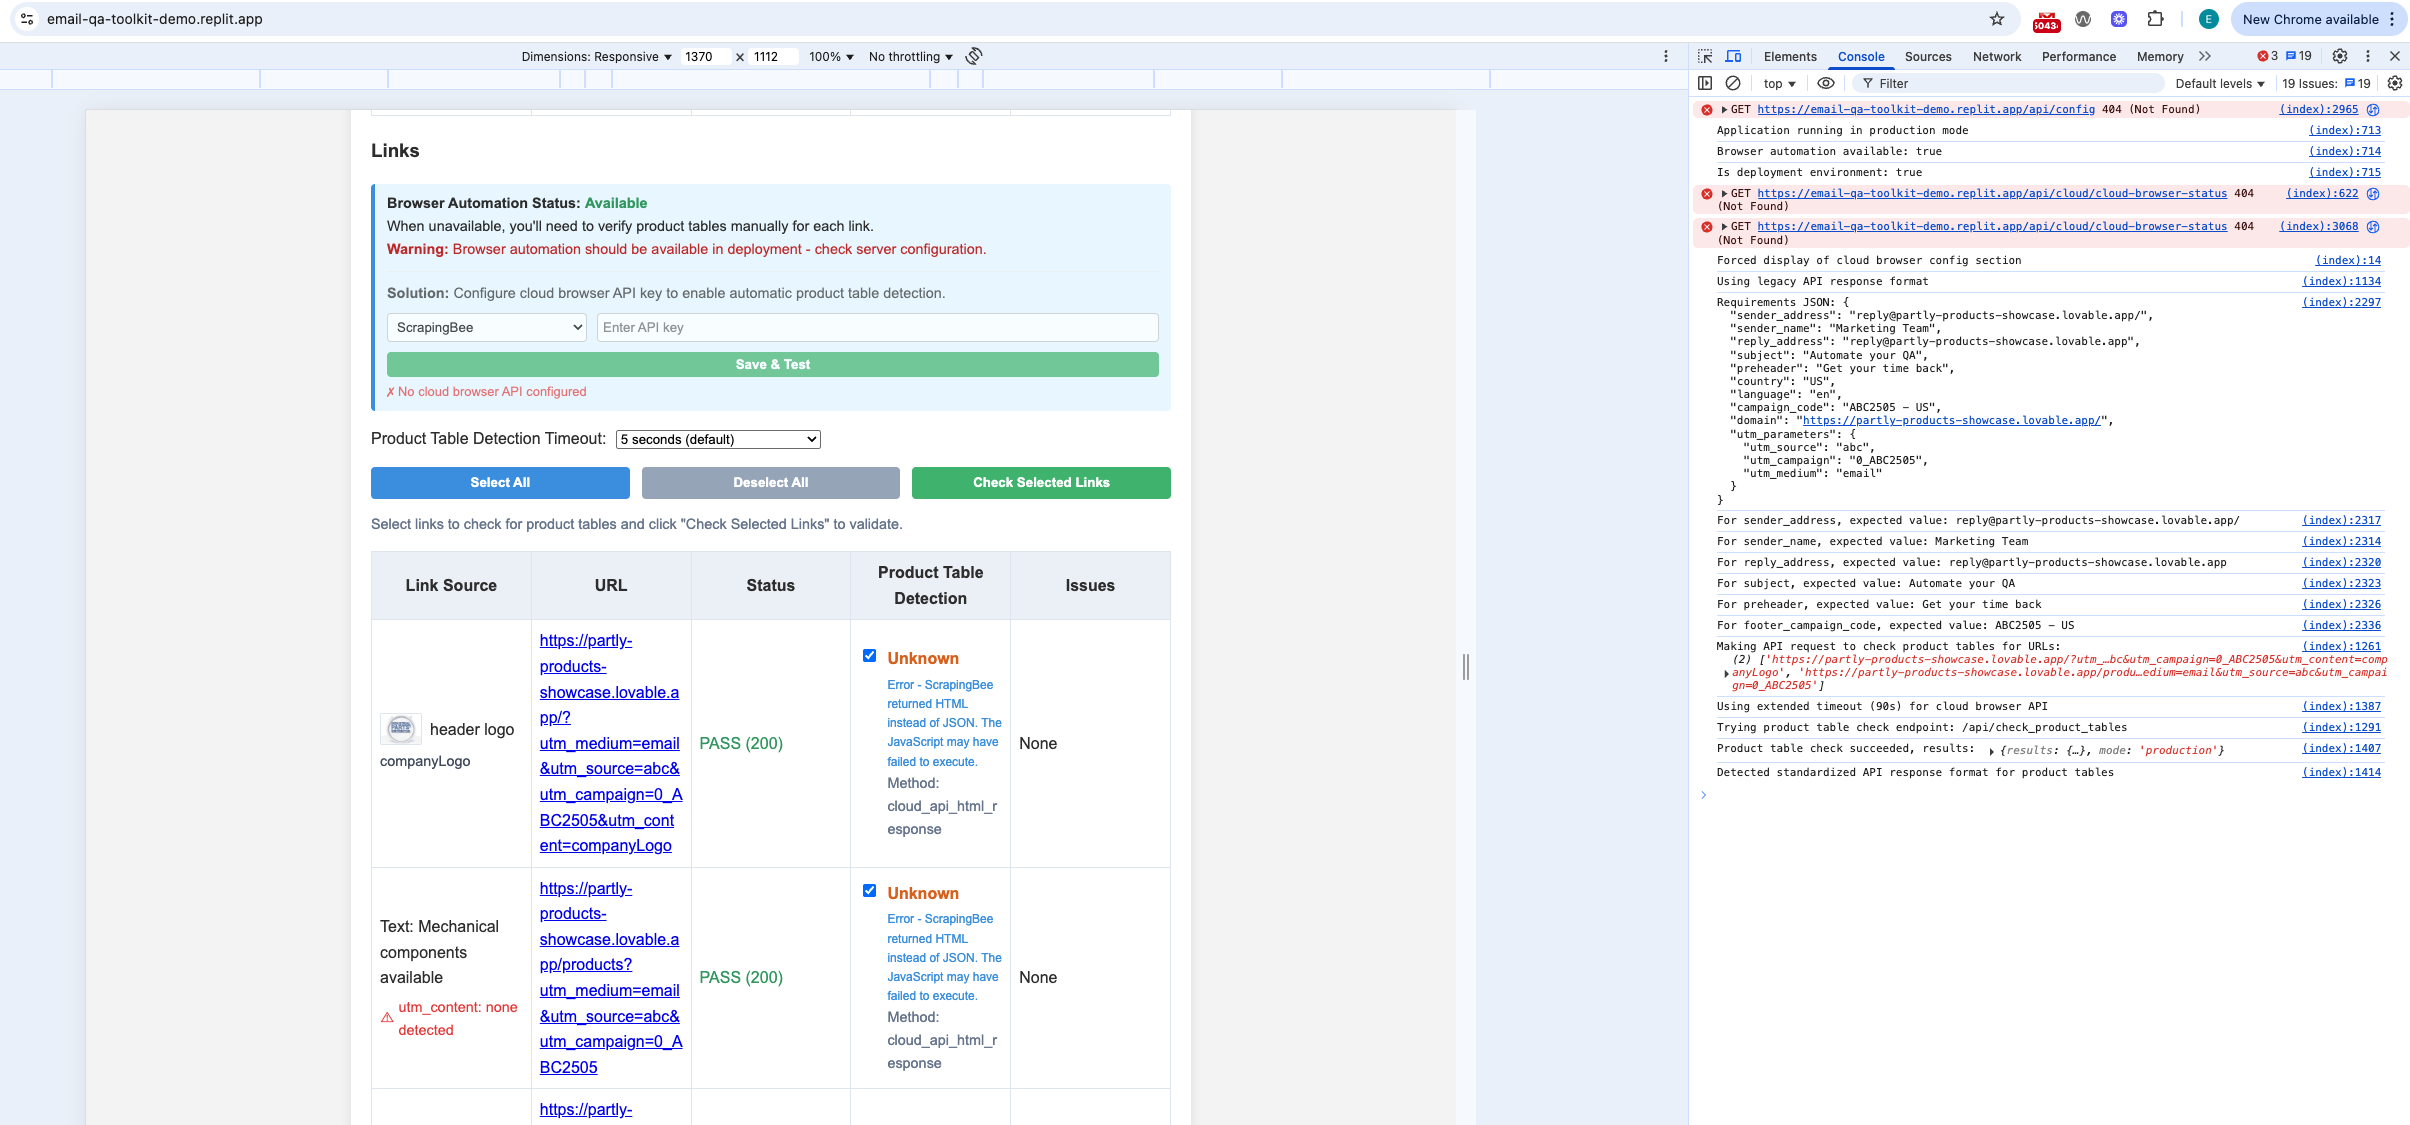 email-qa-toolkit-demo.replit.app
5043
E
New Chrome available
Dimensions: Responsive
1370
x
1112
100%
No throttling
Elements
Console
Sources
Network
Performance
Memory
3
19
top
Filter
Default levels
19 Issues:
19
Links
Browser Automation Status: Available
When unavailable, you'll need to verify product tables manually for each link.
Warning: Browser automation should be available in deployment - check server configuration.
Solution: Configure cloud browser API key to enable automatic product table detection.
ScrapingBee
Enter API key
Save & Test
✗ No cloud browser API configured
Product Table Detection Timeout:
5 seconds (default)
Select All
Deselect All
Check Selected Links
Select links to check for product tables and click "Check Selected Links" to validate.
Link Source
URL
Status
Product Table
Detection
Issues
header logo
companyLogo
https://partly-
products-
showcase.lovable.a
pp/?
utm_medium=email
&utm_source=abc&
utm_campaign=0_A
BC2505&utm_cont
ent=companyLogo
PASS (200)
Unknown
Error - ScrapingBee
returned HTML
instead of JSON. The
JavaScript may have
failed to execute.
Method:
cloud_api_html_r
esponse
None
Text: Mechanical
components
available
⚠ utm_content: none
detected
https://partly-
products-
showcase.lovable.a
pp/products?
utm_medium=email
&utm_source=abc&
utm_campaign=0_A
BC2505
PASS (200)
Unknown
Error - ScrapingBee
returned HTML
instead of JSON. The
JavaScript may have
failed to execute.
Method:
cloud_api_html_r
esponse
None
https://partly-
GET https://email-qa-toolkit-demo.replit.app/api/config 404 (Not Found) (index):2965
Application running in production mode (index):713
Browser automation available: true (index):714
Is deployment environment: true (index):715
GET https://email-qa-toolkit-demo.replit.app/api/cloud/cloud-browser-status 404 (index):622
(Not Found)
GET https://email-qa-toolkit-demo.replit.app/api/cloud/cloud-browser-status 404 (index):3068
(Not Found)
Forced display of cloud browser config section (index):14
Using legacy API response format (index):1134
Requirements JSON: { (index):2297
"sender_address": "reply@partly-products-showcase.lovable.app/",
"sender_name": "Marketing Team",
"reply_address": "reply@partly-products-showcase.lovable.app",
"subject": "Automate your QA",
"preheader": "Get your time back",
"country": "US",
"language": "en",
"campaign_code": "ABC2505 - US",
"domain": "https://partly-products-showcase.lovable.app/",
"utm_parameters": {
"utm_source": "abc",
"utm_campaign": "0_ABC2505",
"utm_medium": "email"
}
}
For sender_address, expected value: reply@partly-products-showcase.lovable.app/ (index):2317
For sender_name, expected value: Marketing Team (index):2314
For reply_address, expected value: reply@partly-products-showcase.lovable.app (index):2320
For subject, expected value: Automate your QA (index):2323
For preheader, expected value: Get your time back (index):2326
For footer_campaign_code, expected value: ABC2505 - US (index):2336
Making API request to check product tables for URLs: (index):1261
(2) ['https://partly-products-showcase.lovable.app/?utm_…bc&utm_campaign=0_ABC2505&utm_content=comp
anyLogo', 'https://partly-products-showcase.lovable.app/produ…edium=email&utm_source=abc&utm_campai
gn=0_ABC2505']
Using extended timeout (90s) for cloud browser API (index):1387
Trying product table check endpoint: /api/check_product_tables (index):1291
Product table check succeeded, results: {results: {…}, mode: 'production'} (index):1407
Detected standardized API response format for product tables (index):1414